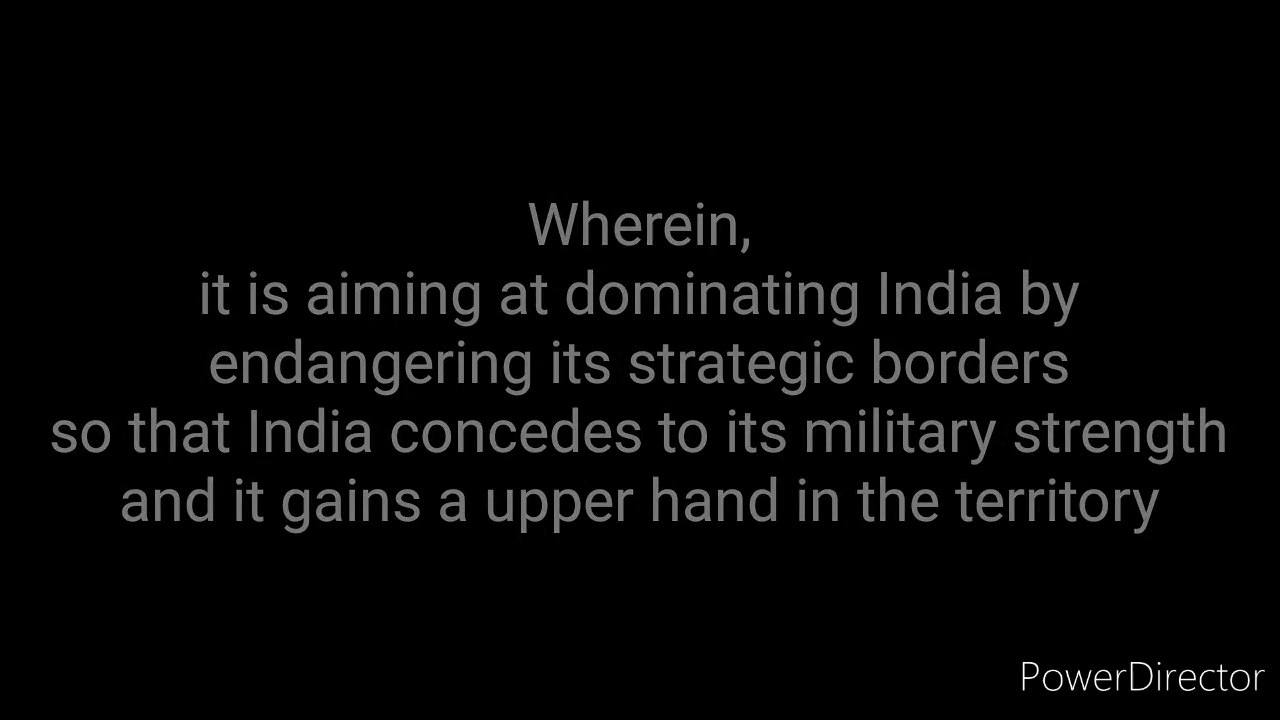 Wherein,
it is aiming at dominating India by
endangering its strategic borders
so that India concedes to its military strength
and it gains a upper hand in the territory
PowerDirector